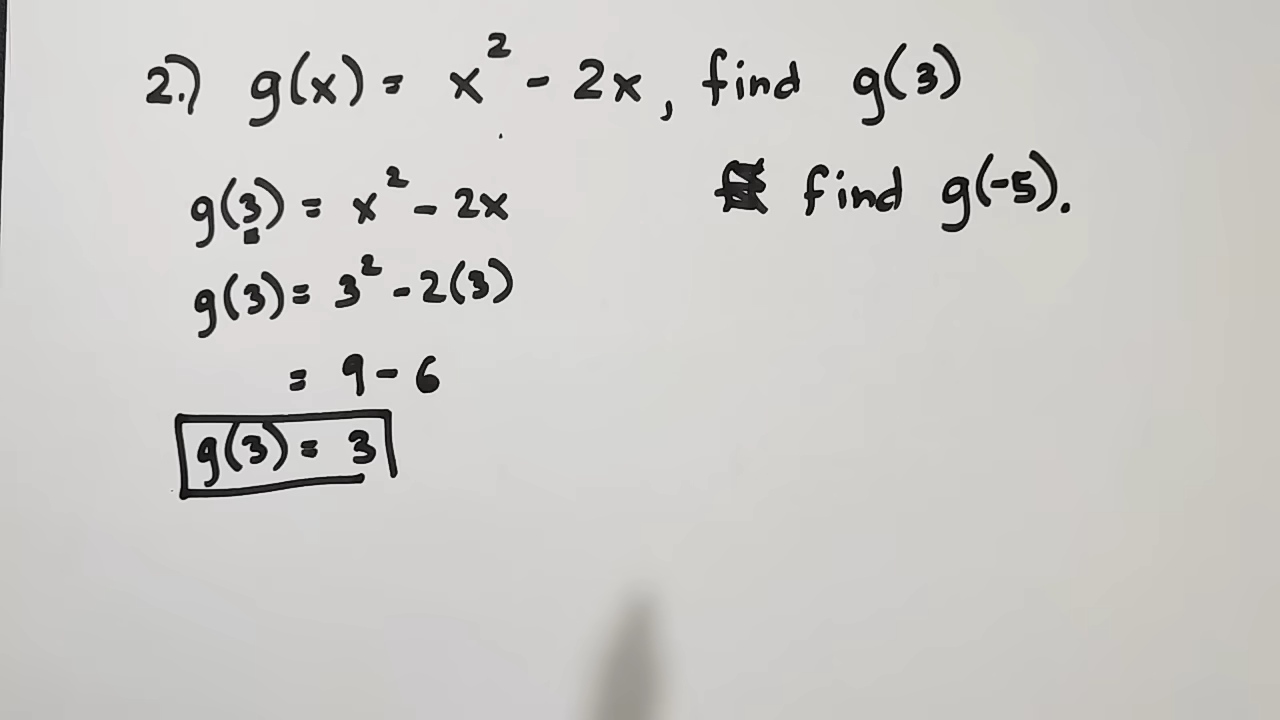 2.) g(x) = x² - 2x, find g(3)
find g(-5).
g(3) = x² - 2x
g(3) = 3² - 2(3)
= 9 - 6
g(3) = 3